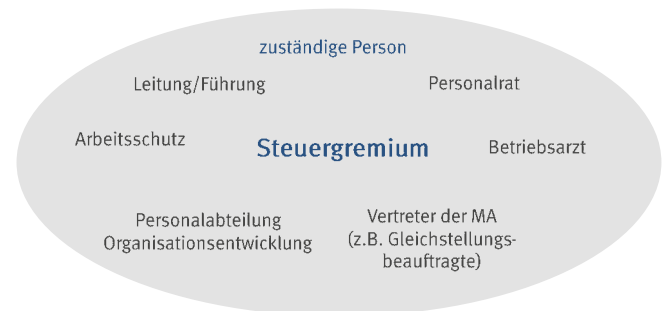 zuständige Person
Leitung/Führung
Personalrat
Arbeitsschutz
Steuergremium
Betriebsarzt
Personalabteilung
Organisationsentwicklung
Vertreter der MA
(z.B. Gleichstellungs-
beauftragte)